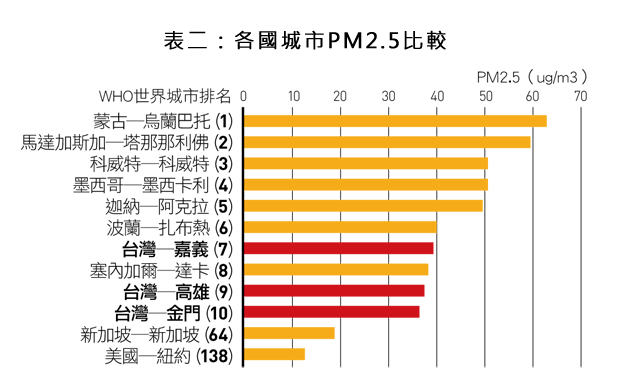 表二：各國城市PM2.5比較
PM2.5（ug/m3）
WHO世界城市排名 0 10 20 30 40 50 60 70
蒙古─烏蘭巴托 (1)
馬達加斯加─塔那那利佛 (2)
科威特─科威特 (3)
墨西哥─墨西卡利 (4)
迦納─阿克拉 (5)
波蘭─扎布熱 (6)
台灣─嘉義 (7)
塞內加爾─達卡 (8)
台灣─高雄 (9)
台灣─金門 (10)
新加坡─新加坡 (64)
美國─紐約 (138)